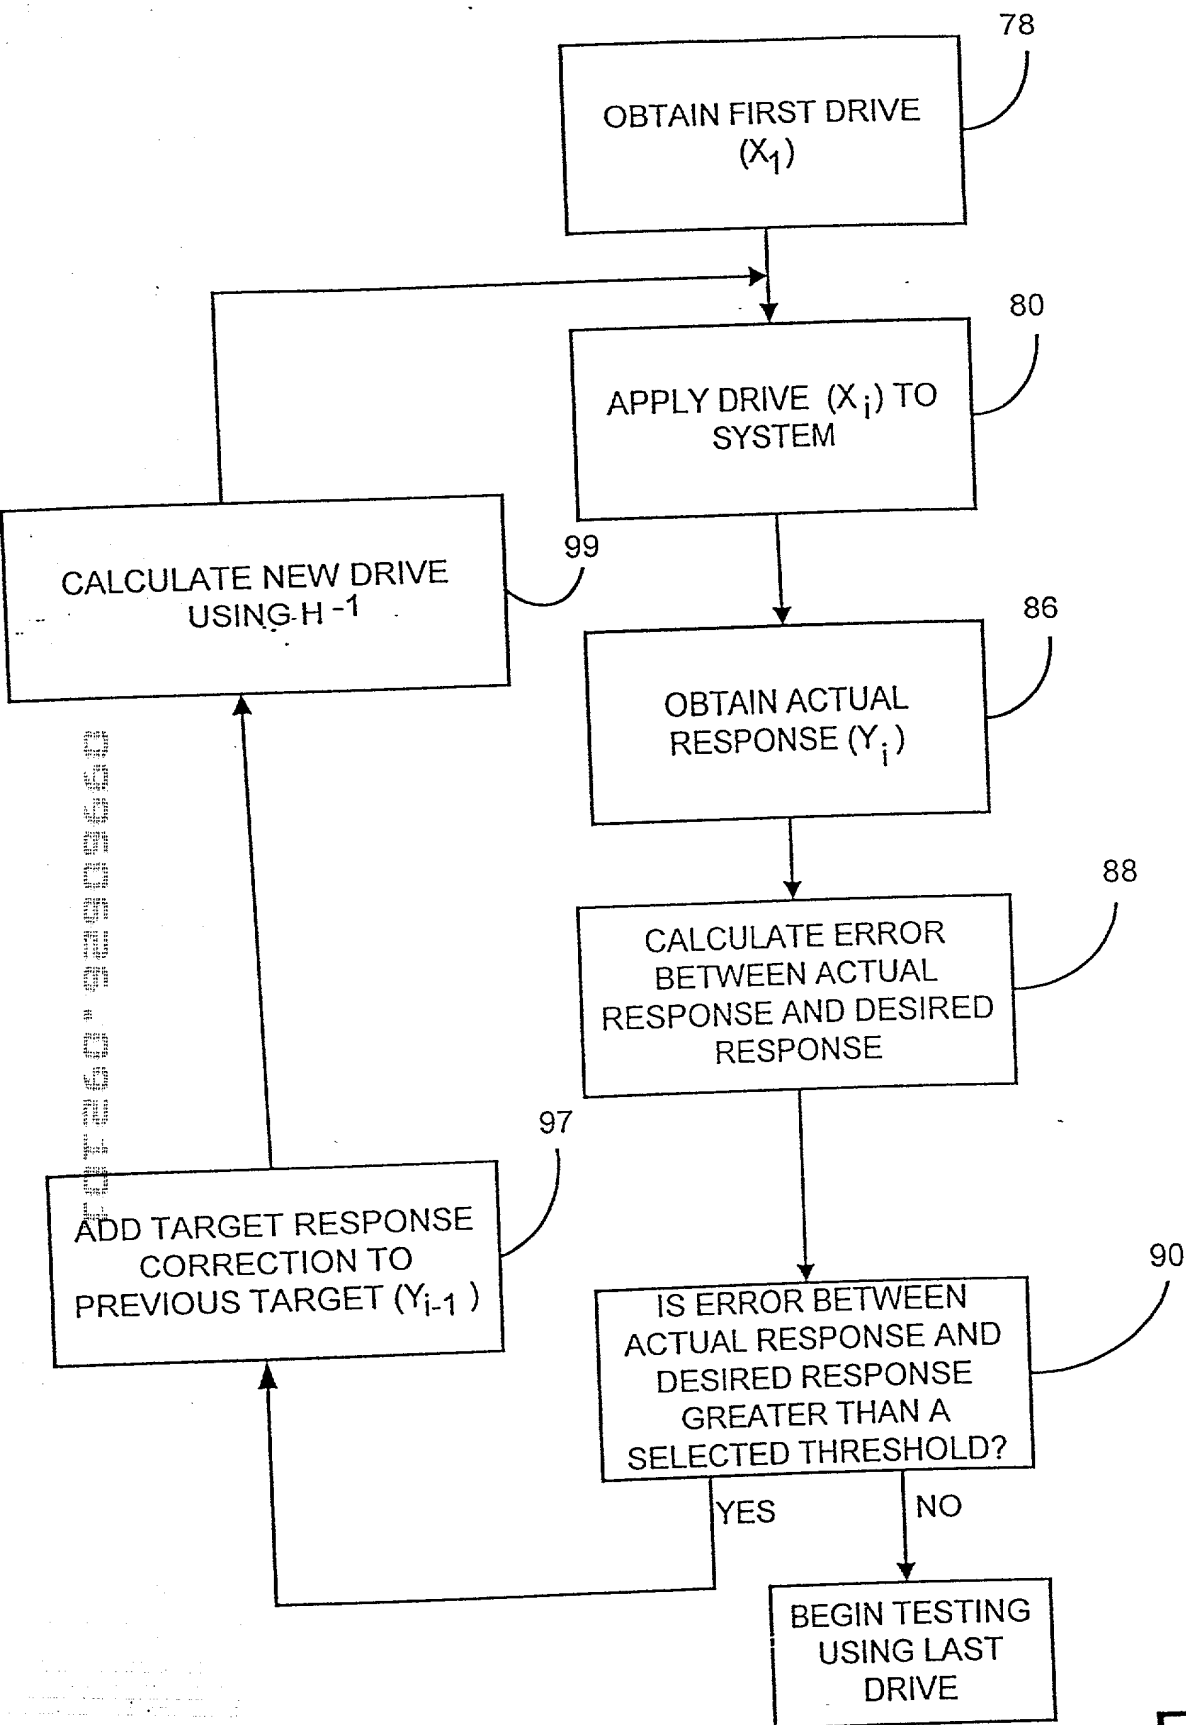 78
OBTAIN FIRST DRIVE
(X1)
80
APPLY DRIVE (Xi) TO
SYSTEM
99
CALCULATE NEW DRIVE
USING H-1
86
OBTAIN ACTUAL
RESPONSE (Yi)
88
CALCULATE ERROR
BETWEEN ACTUAL
RESPONSE AND DESIRED
RESPONSE
97
ADD TARGET RESPONSE
CORRECTION TO
PREVIOUS TARGET (Yi-1)
90
IS ERROR BETWEEN
ACTUAL RESPONSE AND
DESIRED RESPONSE
GREATER THAN A
SELECTED THRESHOLD?
YES
NO
BEGIN TESTING
USING LAST
DRIVE